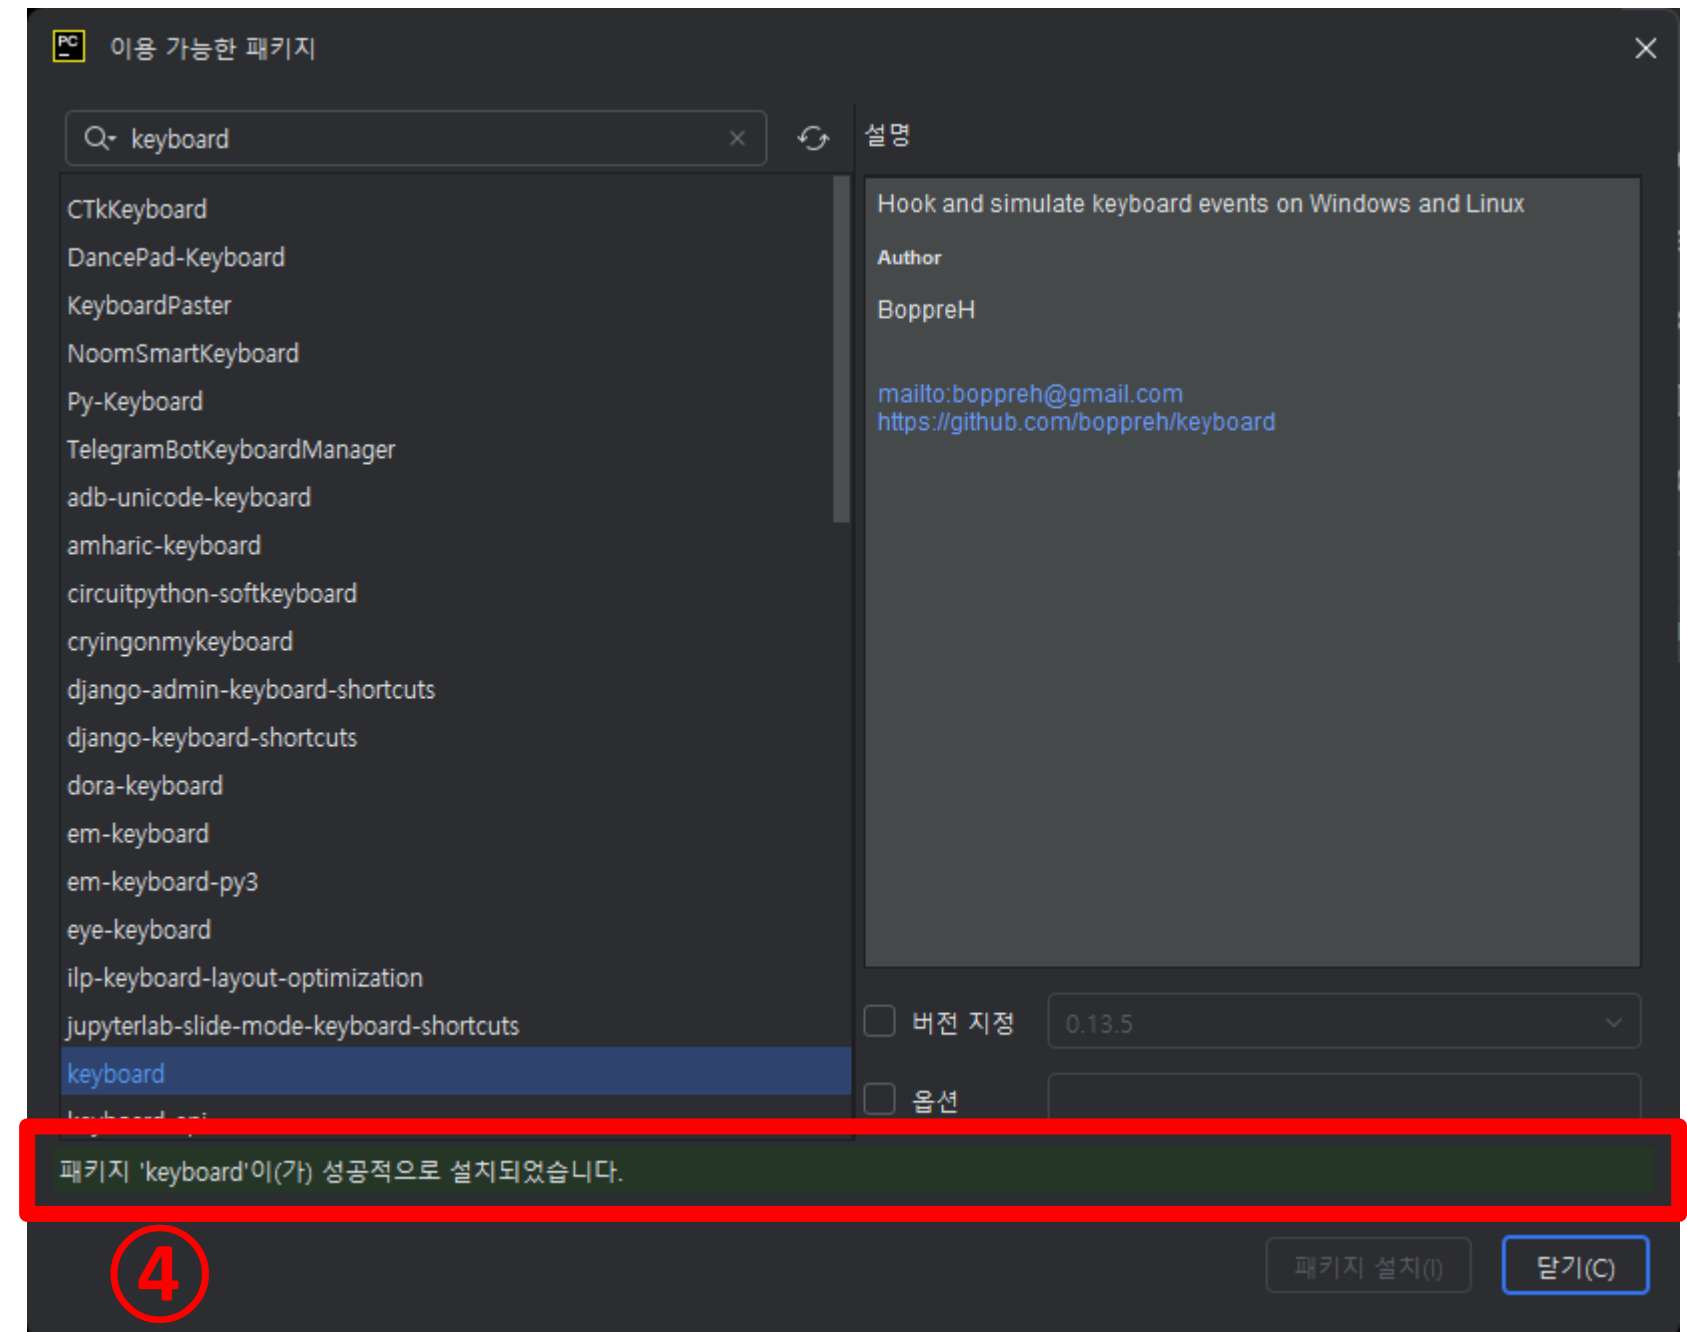 PC
이용 가능한 패키지
keyboard
CTkKeyboard
DancePad-Keyboard
KeyboardPaster
NoomSmartKeyboard
Py-Keyboard
TelegramBotKeyboardManager
adb-unicode-keyboard
amharic-keyboard
circuitpython-softkeyboard
cryingonmykeyboard
django-admin-keyboard-shortcuts
django-keyboard-shortcuts
dora-keyboard
em-keyboard
em-keyboard-py3
eye-keyboard
ilp-keyboard-layout-optimization
jupyterlab-slide-mode-keyboard-shortcuts
keyboard
설명
Hook and simulate keyboard events on Windows and Linux
Author
BoppreH
mailto:boppreh@gmail.com
https://github.com/boppreh/keyboard
버전 지정 0.13.5
옵션
패키지 'keyboard'이(가) 성공적으로 설치되었습니다.
④
패키지 설치(I) 닫기(C)